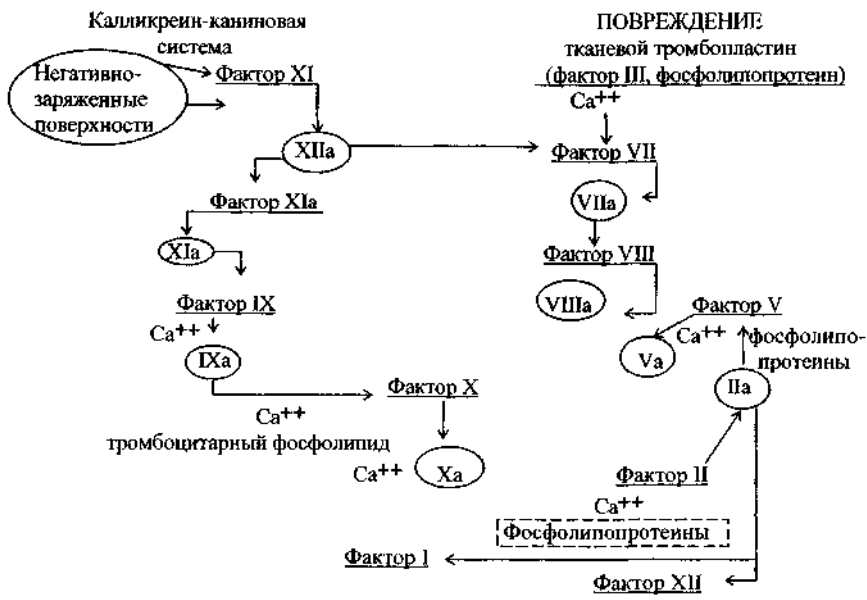 Калликреин-каниновая
система
Негативно-
заряженные
поверхности
Фактор XI
XIIa
Фактор XIa
XIa
Фактор IX
Ca++
IXa
Ca++
тромбоцитарный фосфолипид
Фактор X
Ca++
Xa
ПОВРЕЖДЕНИЕ
тканевой тромбопластин
(фактор III, фосфолипопротеин)
Ca++
Фактор VII
VIIa
Фактор VIII
VIIIa
Фактор V
Ca++
фосфолипо-
протеины
Va
IIa
Фактор II
Ca++
Фосфолипопротеины
Фактор I
Фактор XII